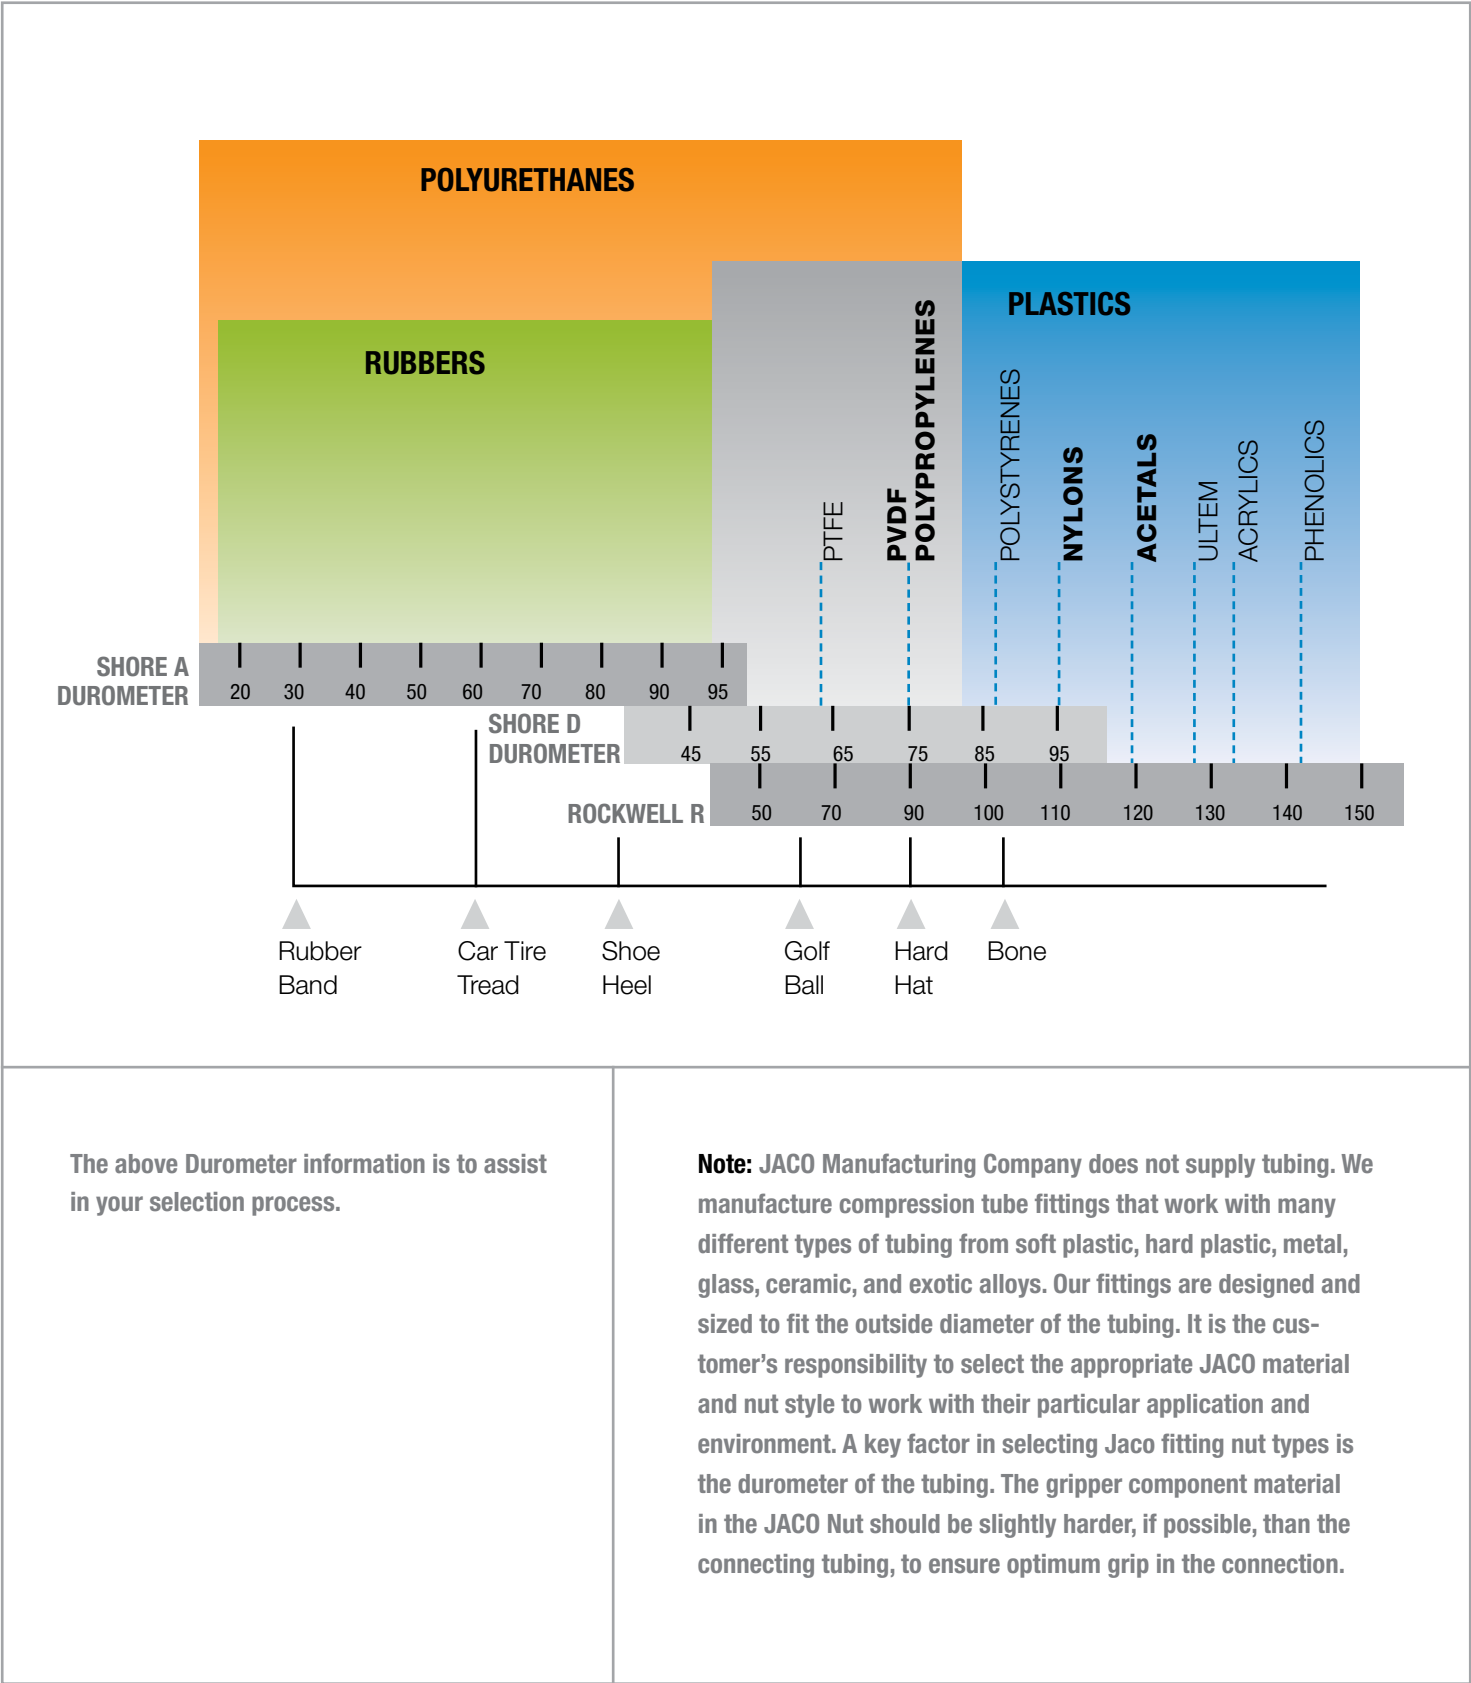 POLYURETHANES
PLASTICS
RUBBERS
PTFE
PVDF
POLYPROPYLENES
POLYSTYRENES
NYLONS
ACETALS
ULTEM
ACRYLICS
PHENOLICS
SHORE A
DUROMETER
20 30 40 50 60 70 80 90 95
SHORE D
DUROMETER
45 55 65 75 85 95
ROCKWELL R
50 70 90 100 110 120 130 140 150
Rubber
Band
Car Tire
Tread
Shoe
Heel
Golf
Ball
Hard
Hat
Bone
The above Durometer information is to assist
in your selection process.
Note: JACO Manufacturing Company does not supply tubing. We
manufacture compression tube fittings that work with many
different types of tubing from soft plastic, hard plastic, metal,
glass, ceramic, and exotic alloys. Our fittings are designed and
sized to fit the outside diameter of the tubing. It is the cus-
tomer's responsibility to select the appropriate JACO material
and nut style to work with their particular application and
environment. A key factor in selecting Jaco fitting nut types is
the durometer of the tubing. The gripper component material
in the JACO Nut should be slightly harder, if possible, than the
connecting tubing, to ensure optimum grip in the connection.